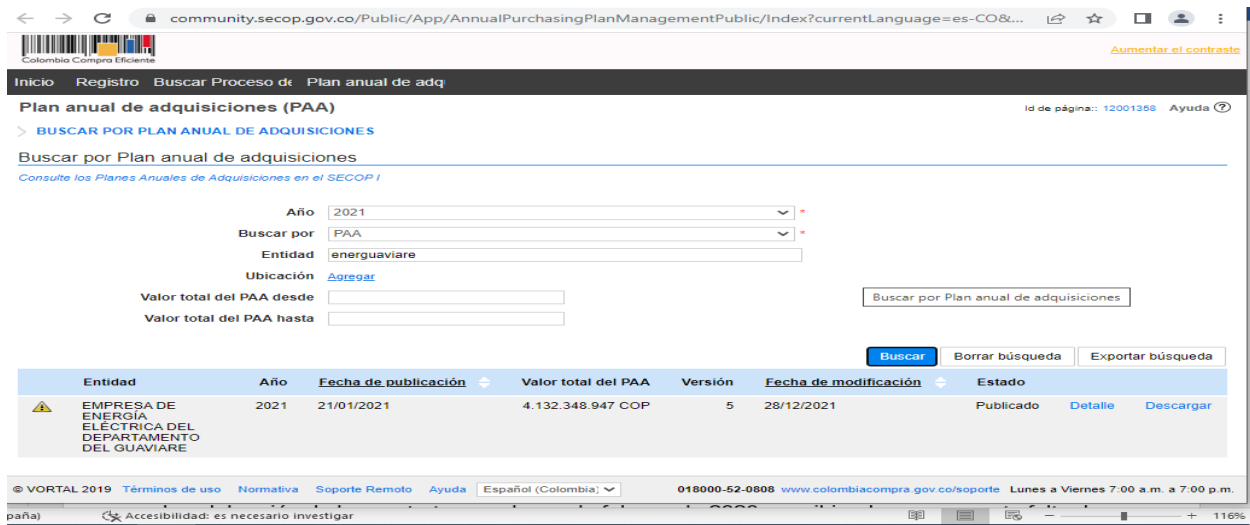 community.secop.gov.co/Public/App/AnnualPurchasingPlanManagementPublic/Index?currentLanguage=es-CO&...
Colombia Compra Eficiente
Aumentar el contraste
Inicio Registro Buscar Proceso de Plan anual de adq
Plan anual de adquisiciones (PAA)
Id de página:: 12001358 Ayuda ?
> BUSCAR POR PLAN ANUAL DE ADQUISICIONES
Buscar por Plan anual de adquisiciones
Consulte los Planes Anuales de Adquisiciones en el SECOP I
Año 2021 *
Buscar por PAA *
Entidad energuaviare
Ubicación Agregar
Valor total del PAA desde
Buscar por Plan anual de adquisiciones
Valor total del PAA hasta
Buscar Borrar búsqueda Exportar búsqueda
Entidad Año Fecha de publicación Valor total del PAA Versión Fecha de modificación Estado
EMPRESA DE 2021 21/01/2021 4.132.348.947 COP 5 28/12/2021 Publicado Detalle Descargar
ENERGÍA
ELÉCTRICA DEL
DEPARTAMENTO
DEL GUAVIARE
© VORTAL 2019 Términos de uso Normativa Soporte Remoto Ayuda Español (Colombia) 018000-52-0808 www.colombiacompra.gov.co/soporte Lunes a Viernes 7:00 a.m. a 7:00 p.m.
paña) Accesibilidad: es necesario investigar - + 116%